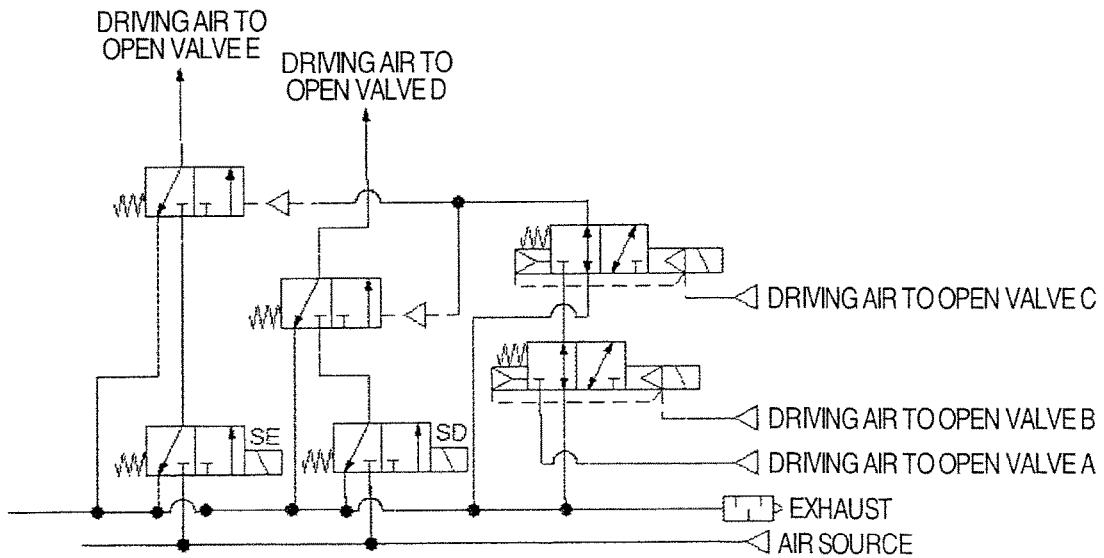 DRIVING AIR TO
OPEN VALVE E
DRIVING AIR TO
OPEN VALVE D
DRIVING AIR TO OPEN VALVE C
DRIVING AIR TO OPEN VALVE B
SE
SD
DRIVING AIR TO OPEN VALVE A
EXHAUST
AIR SOURCE